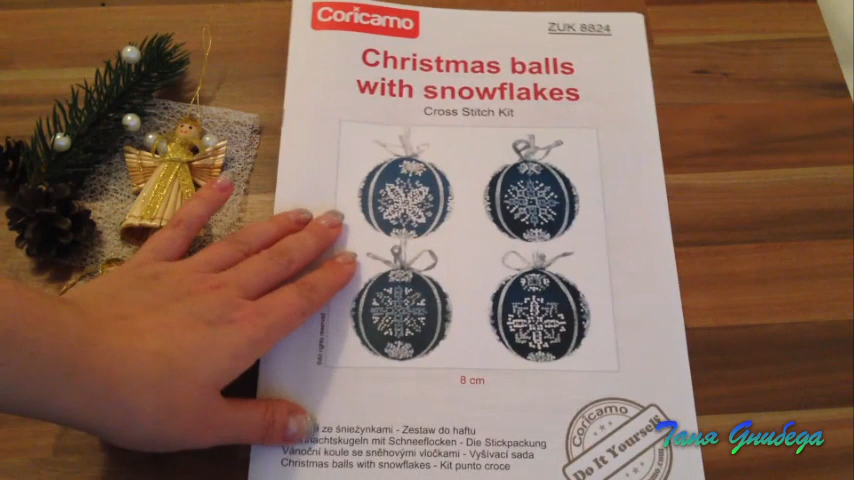 Coricamo
ZUK 8824
Christmas balls
with snowflakes
Cross Stitch Kit
8 cm
ze śnieżynkami - Zestaw do haftu
mit Schneeflocken - Die Stickpackung
Vánoční koule se sněhovými vločkami - Vyšívací sada
Christmas balls with snowflakes - Kit punto croce
Coricamo
Do It Yourself
Таня Днибеда